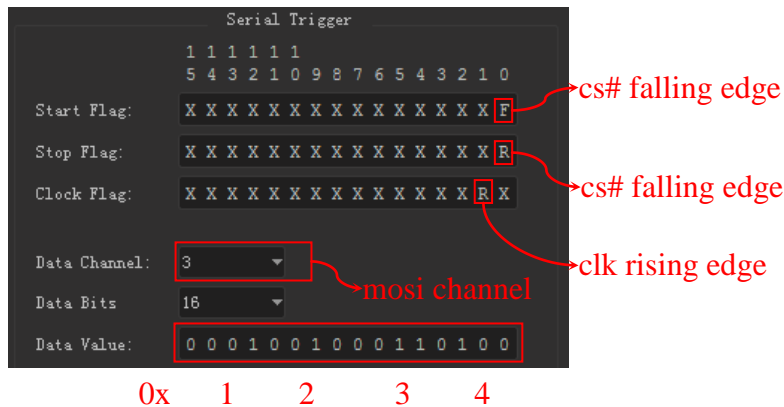 Serial Trigger
1 1 1 1 1 1
5 4 3 2 1 0 9 8 7 6 5 4 3 2 1 0
Start Flag: X X X X X X X X X X X X X X X F
cs# falling edge
Stop Flag: X X X X X X X X X X X X X X X R
cs# falling edge
Clock Flag: X X X X X X X X X X X X X X R X
clk rising edge
Data Channel: 3
mosi channel
Data Bits 16
Data Value: 0 0 0 1 0 0 1 0 0 0 1 1 0 1 0 0
0x 1 2 3 4